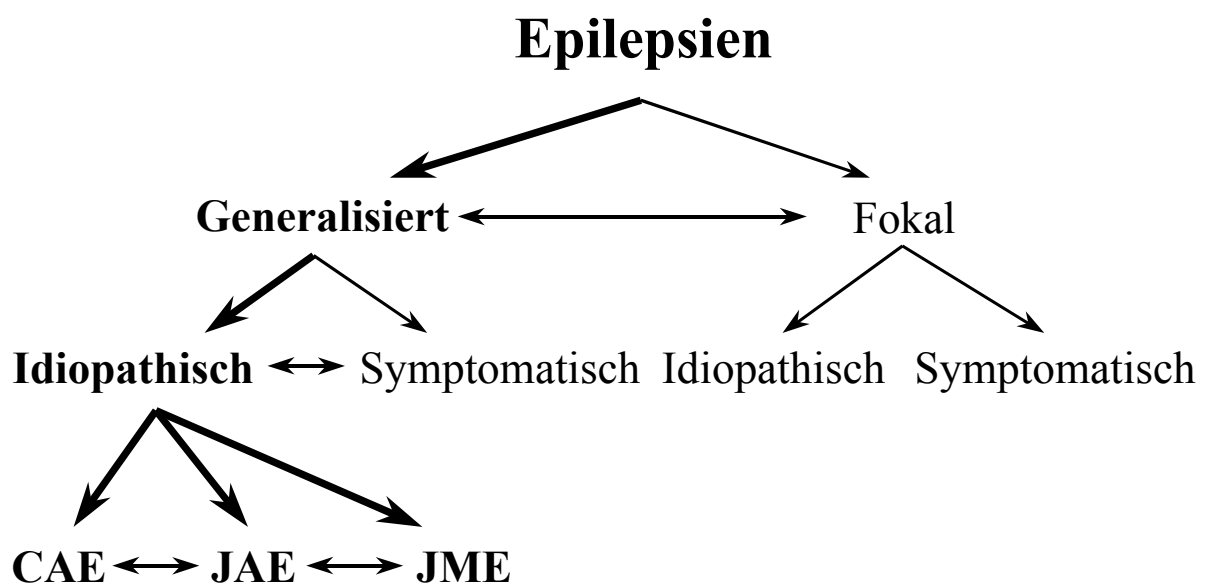 Epilepsien
Generalisiert Fokal
Idiopathisch Symptomatisch Idiopathisch Symptomatisch
CAE JAE JME